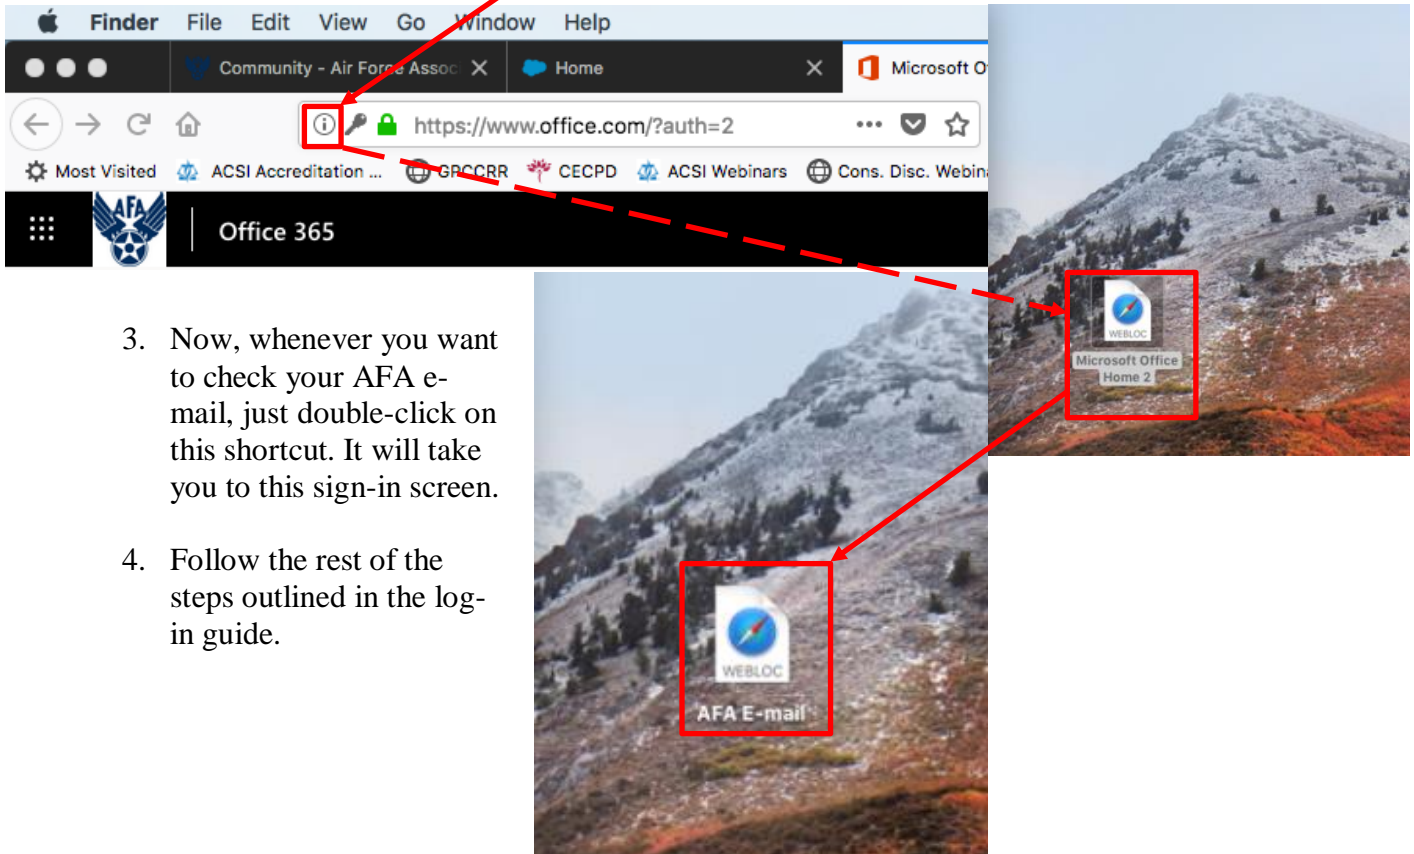 Finder File Edit View Go Window Help
Community - Air Force Assoc
Home
Microsoft O
https://www.office.com/?auth=2
Most Visited ACSI Accreditation ... GPCCRR CECPD ACSI Webinars Cons. Disc. Webina
AFA
Office 365
WEBLOC
Microsoft Office
Home 2
3. Now, whenever you want
to check your AFA e-
mail, just double-click on
this shortcut. It will take
you to this sign-in screen.
4. Follow the rest of the
steps outlined in the log-
in guide.
WEBLOC
AFA E-mail